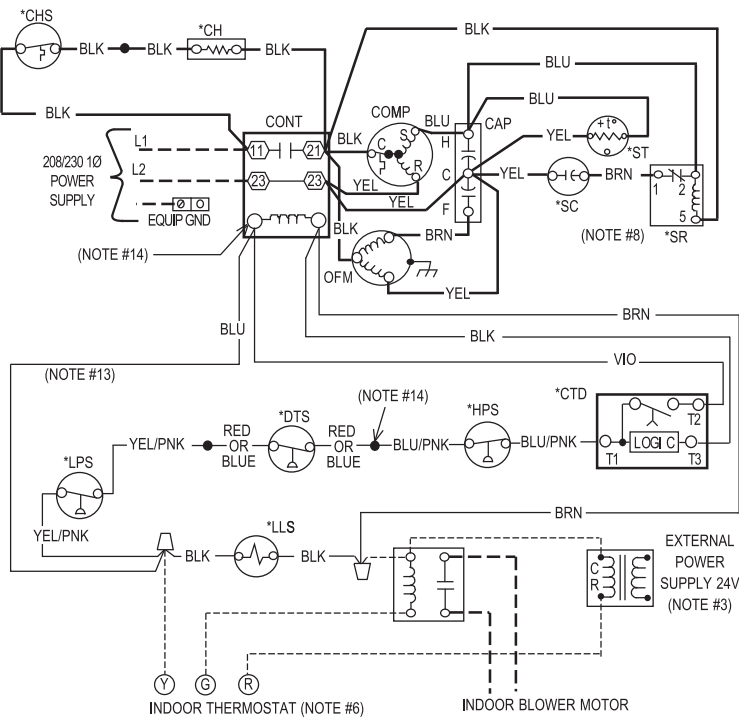 *CHS
*CH
BLK
BLK
BLK
BLK
BLU
BLK
CONT
COMP
BLU
CAP
BLU
H
L1
11
21
BLK
S
C
R
YEL
+t°
*ST
L2
208/230 1Ø
POWER
SUPPLY
23
23
YEL
YEL
C
YEL
BRN
1
2
*SC
EQUIP GND
BLK
F
BRN
5
(NOTE #8)
*SR
(NOTE #14)
OFM
YEL
BRN
BLU
BLK
VIO
(NOTE #13)
(NOTE #14)
*CTD
*DTS
*HPS
T2
YEL/PNK
RED
OR
BLUE
RED
OR
BLUE
BLU/PNK
BLU/PNK
LOGIC
T1
T3
*LPS
BRN
YEL/PNK
*LLS
BLK
BLK
EXTERNAL
POWER
SUPPLY 24V
(NOTE #3)
C
R
Y
G
R
INDOOR THERMOSTAT (NOTE #6)
INDOOR BLOWER MOTOR